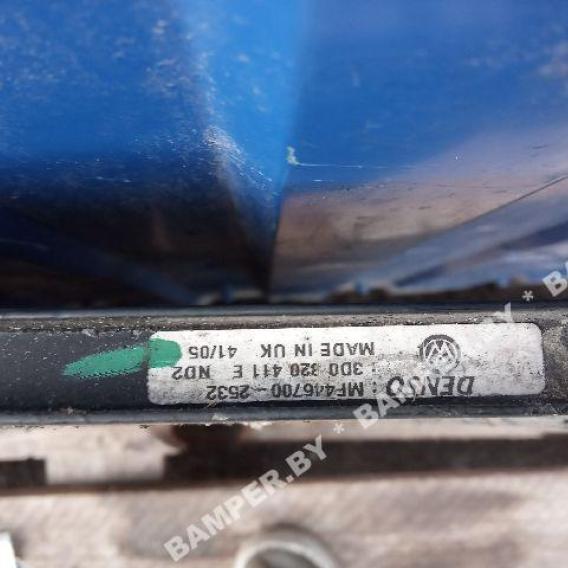 DENSO
: MF446700-2532
: 3D0 820 411 E ND2
MADE IN UK 41/05
BAMPER.BY * BAMPER.BY * B